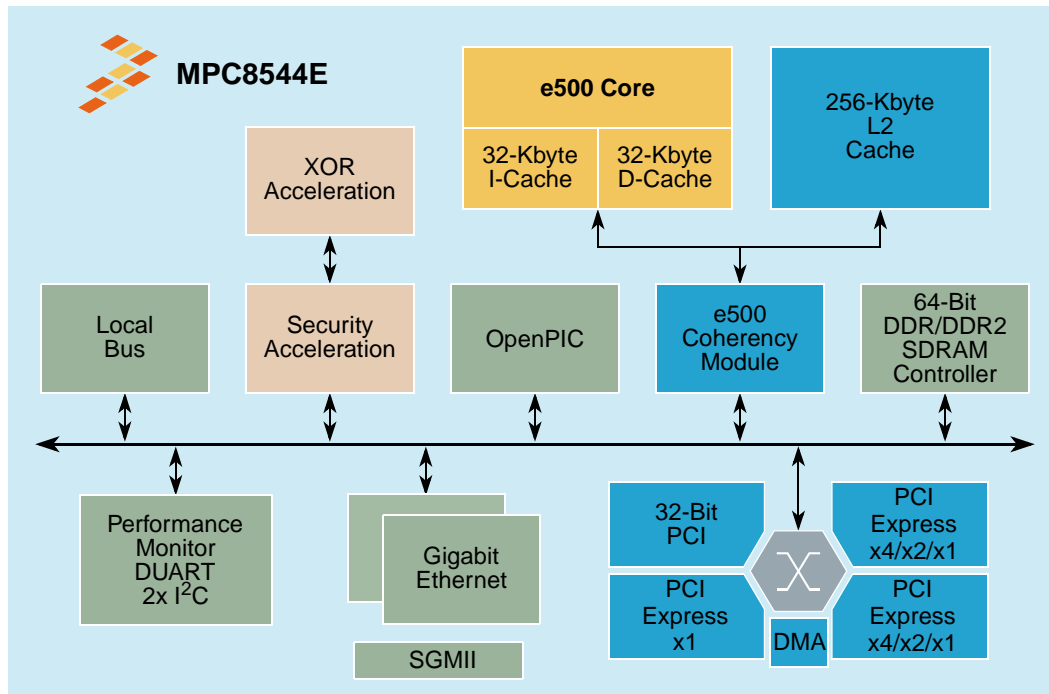 MPC8544E
e500 Core
32-Kbyte
I-Cache
32-Kbyte
D-Cache
256-Kbyte
L2
Cache
XOR
Acceleration
Local
Bus
Security
Acceleration
OpenPIC
e500
Coherency
Module
64-Bit
DDR/DDR2
SDRAM
Controller
Performance
Monitor
DUART
2x I²C
Gigabit
Ethernet
SGMII
32-Bit
PCI
PCI
Express
x4/x2/x1
PCI
Express
x1
DMA
PCI
Express
x4/x2/x1